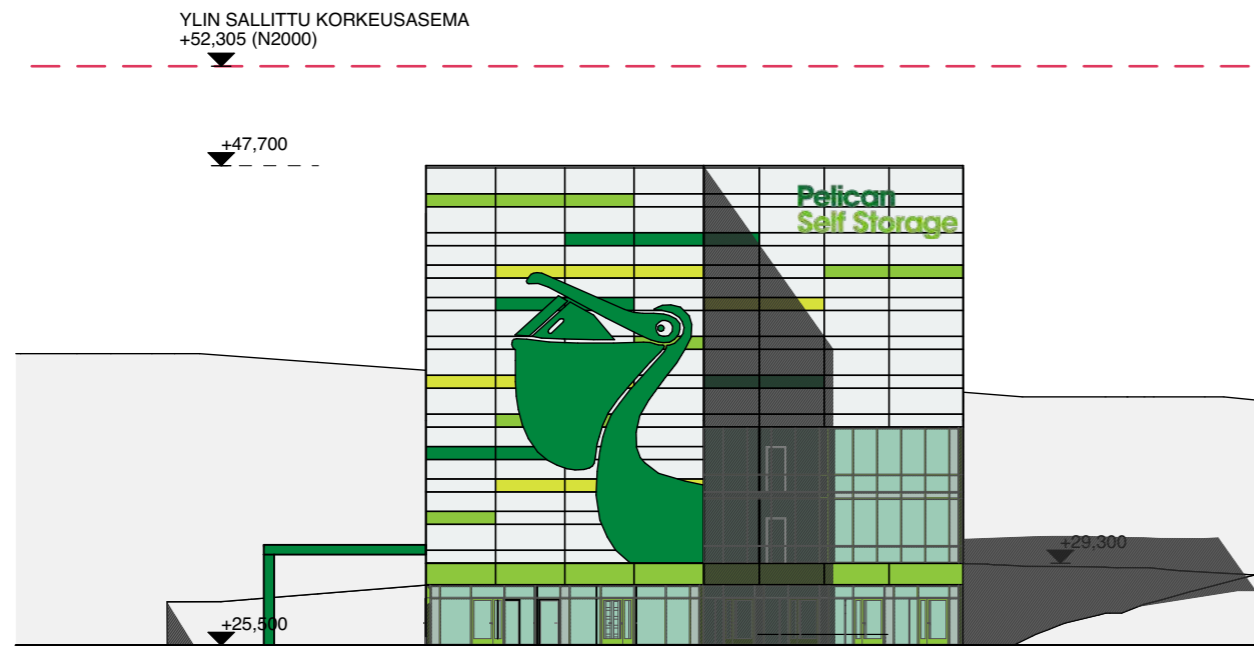 YLIN SALLITTU KORKEUSASEMA
+52,305 (N2000)
+47,700
Pelican
Self Storage
+29,300
+25,500